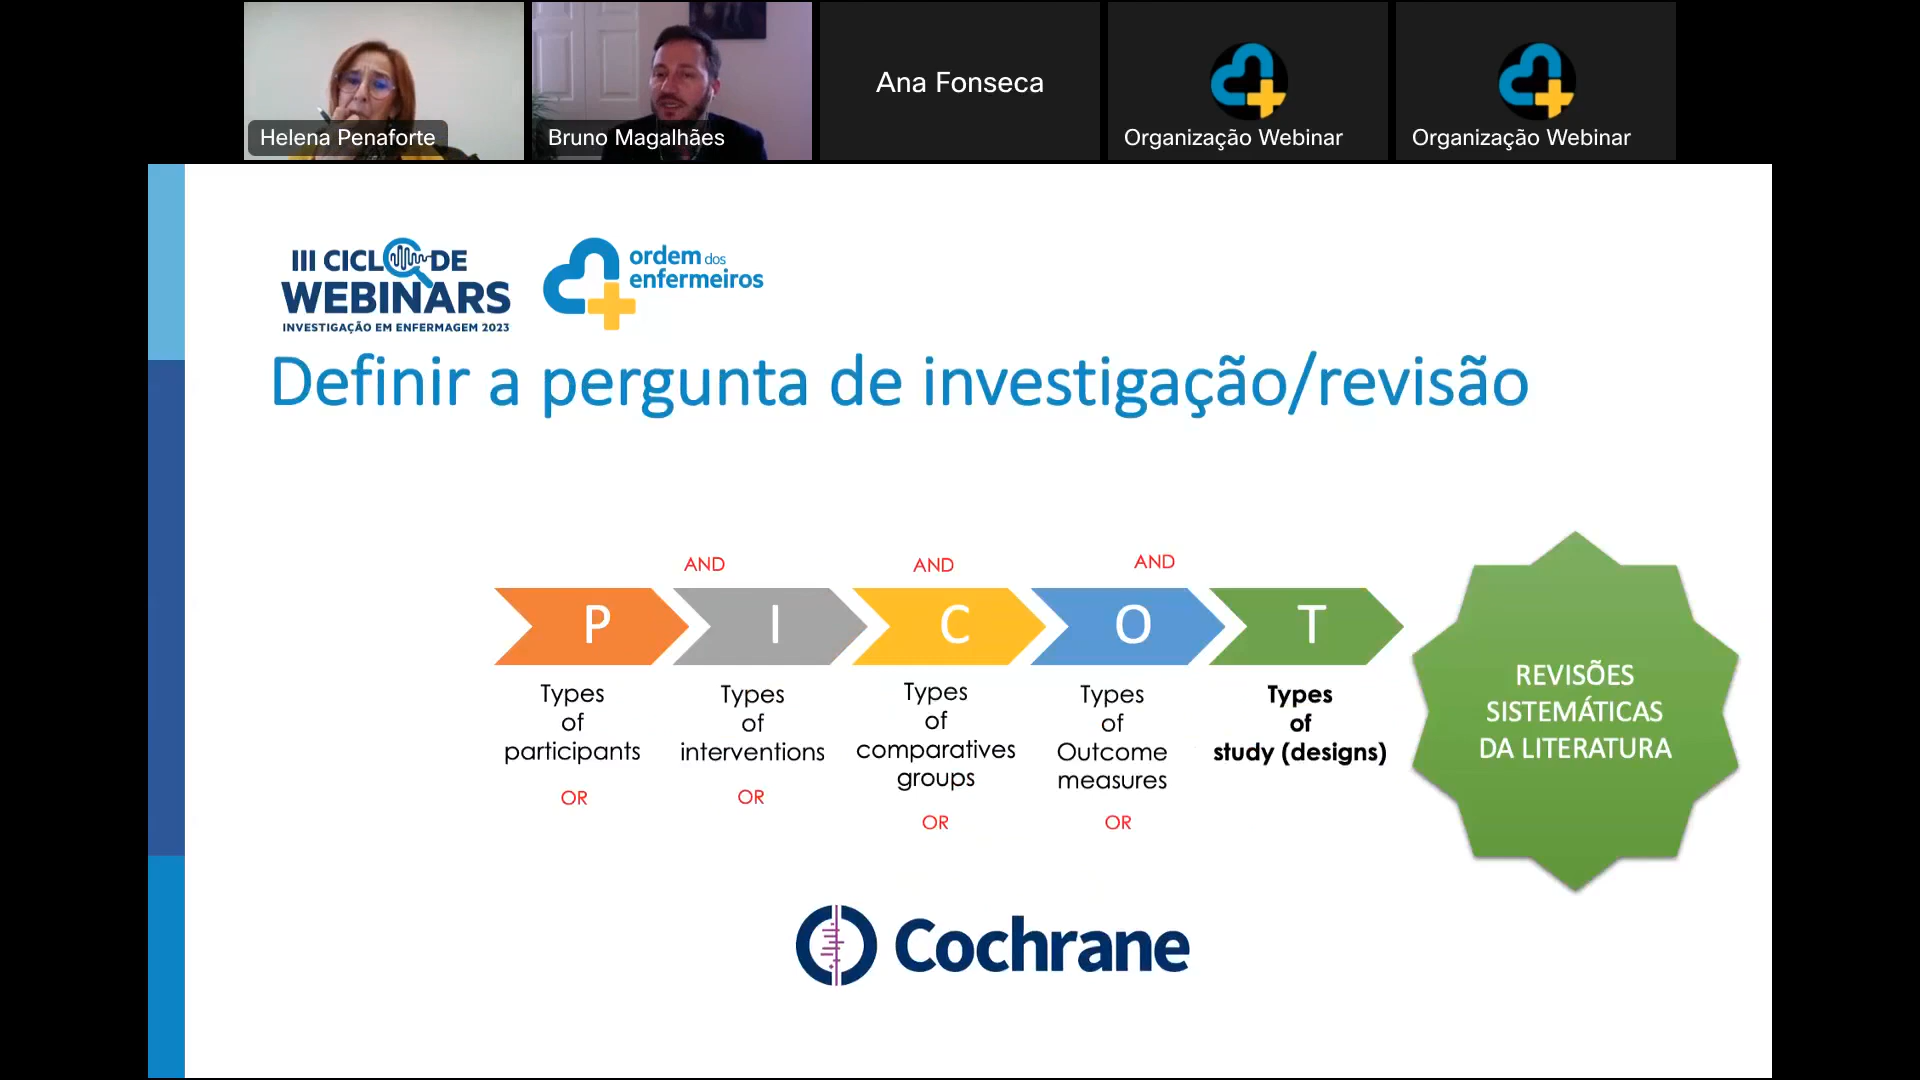 Helena Penaforte
Bruno Magalhães
Ana Fonseca
Organização Webinar
Organização Webinar
III CICLO DE
WEBINARS
INVESTIGAÇÃO EM ENFERMAGEM 2023
ordem dos
enfermeiros
Definir a pergunta de investigação/revisão
AND
AND
AND
P
I
C
O
T
Types
of
participants
OR
Types
of
interventions
OR
Types
of
comparatives
groups
OR
Types
of
Outcome
measures
OR
Types
of
study (designs)
REVISÕES
SISTEMÁTICAS
DA LITERATURA
Cochrane